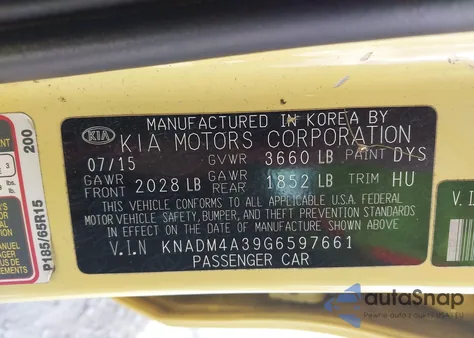 MANUFACTURED IN KOREA BY
KIA KIA MOTORS CORPORATION
07/15 GVWR 3660 LB PAINT DYS
GAWR FRONT 2028 LB GAWR REAR 1852 LB TRIM HU
THIS VEHICLE CONFORMS TO ALL APPLICABLE U.S.A FEDERAL
MOTOR VEHICLE SAFETY, BUMPER, AND THEFT PREVENTION STANDARDS
IN EFFECT ON THE DATE OF MANUFACTURE SHOWN ABOVE
V.I.N KNADM4A39G6597661
PASSENGER CAR
P185/65R15
200
MANUAL
V.I
autoSnap